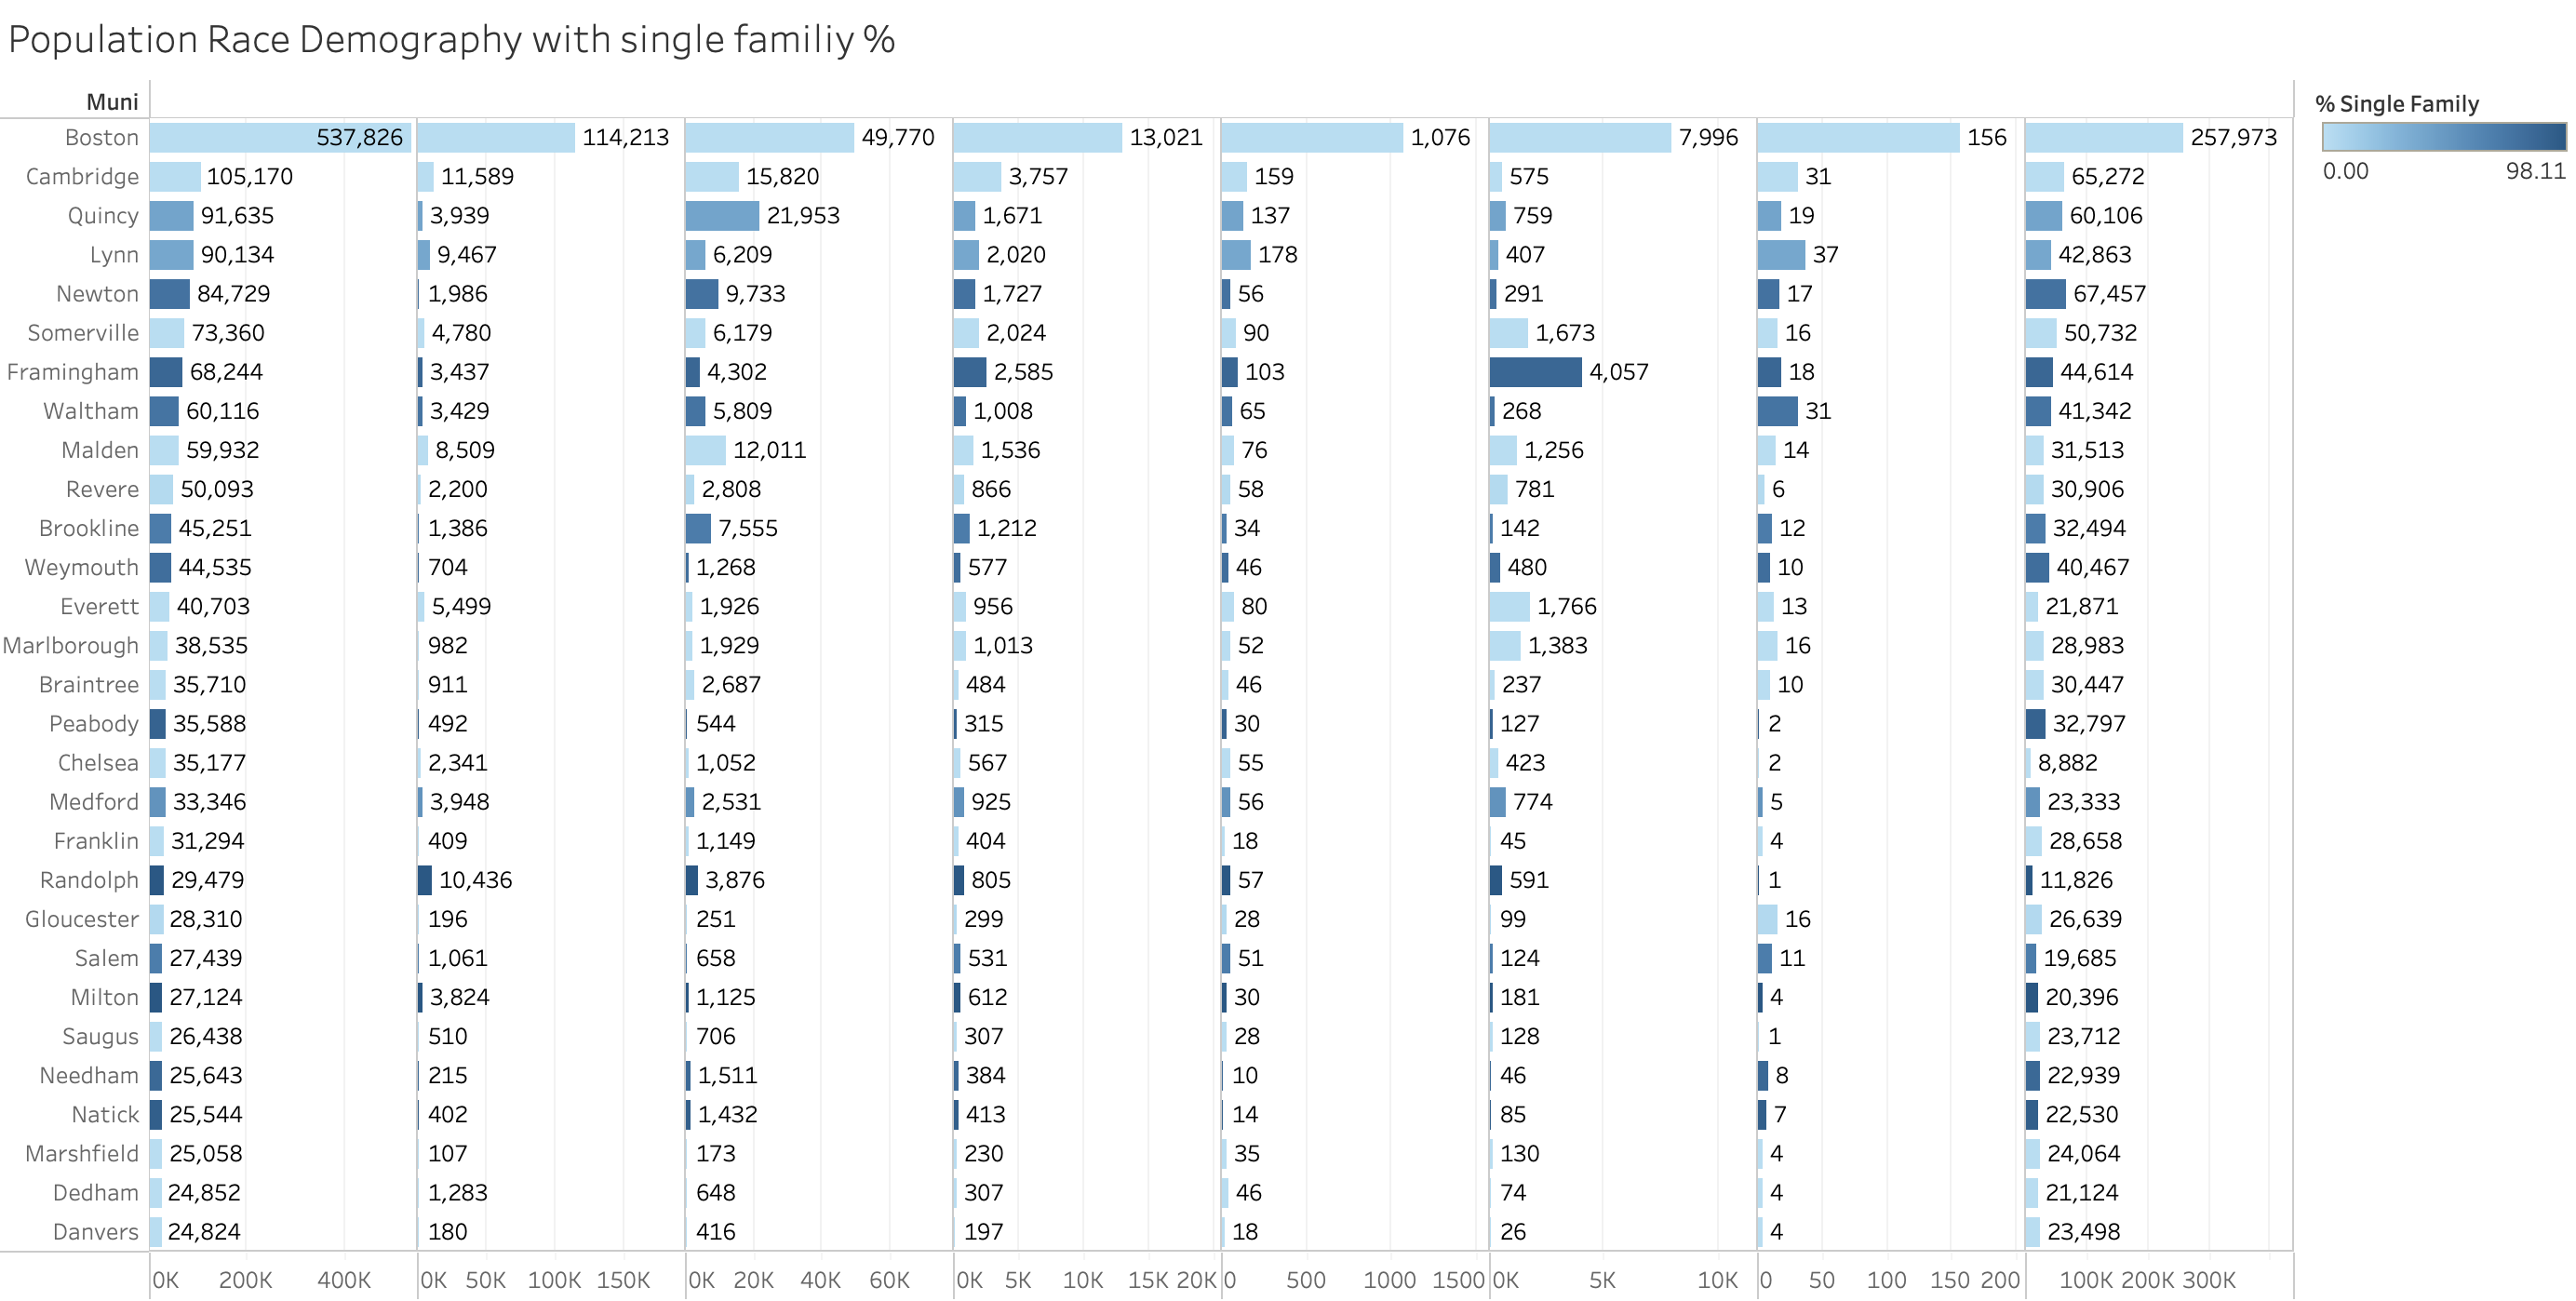 Population Race Demography with single familiy %
Muni
% Single Family
0.00 98.11
Boston 537,826 114,213 49,770 13,021 1,076 7,996 156 257,973
Cambridge 105,170 11,589 15,820 3,757 159 575 31 65,272
Quincy 91,635 3,939 21,953 1,671 137 759 19 60,106
Lynn 90,134 9,467 6,209 2,020 178 407 37 42,863
Newton 84,729 1,986 9,733 1,727 56 291 17 67,457
Somerville 73,360 4,780 6,179 2,024 90 1,673 16 50,732
Framingham 68,244 3,437 4,302 2,585 103 4,057 18 44,614
Waltham 60,116 3,429 5,809 1,008 65 268 31 41,342
Malden 59,932 8,509 12,011 1,536 76 1,256 14 31,513
Revere 50,093 2,200 2,808 866 58 781 6 30,906
Brookline 45,251 1,386 7,555 1,212 34 142 12 32,494
Weymouth 44,535 704 1,268 577 46 480 10 40,467
Everett 40,703 5,499 1,926 956 80 1,766 13 21,871
Marlborough 38,535 982 1,929 1,013 52 1,383 16 28,983
Braintree 35,710 911 2,687 484 46 237 10 30,447
Peabody 35,588 492 544 315 30 127 2 32,797
Chelsea 35,177 2,341 1,052 567 55 423 2 8,882
Medford 33,346 3,948 2,531 925 56 774 5 23,333
Franklin 31,294 409 1,149 404 18 45 4 28,658
Randolph 29,479 10,436 3,876 805 57 591 1 11,826
Gloucester 28,310 196 251 299 28 99 16 26,639
Salem 27,439 1,061 658 531 51 124 11 19,685
Milton 27,124 3,824 1,125 612 30 181 4 20,396
Saugus 26,438 510 706 307 28 128 1 23,712
Needham 25,643 215 1,511 384 10 46 8 22,939
Natick 25,544 402 1,432 413 14 85 7 22,530
Marshfield 25,058 107 173 230 35 130 4 24,064
Dedham 24,852 1,283 648 307 46 74 4 21,124
Danvers 24,824 180 416 197 18 26 4 23,498
0K 200K 400K 0K 50K 100K 150K 0K 20K 40K 60K 0K 5K 10K 15K 20K 0 500 1000 1500 0K 5K 10K 0 50 100 150 200 100K 200K 300K